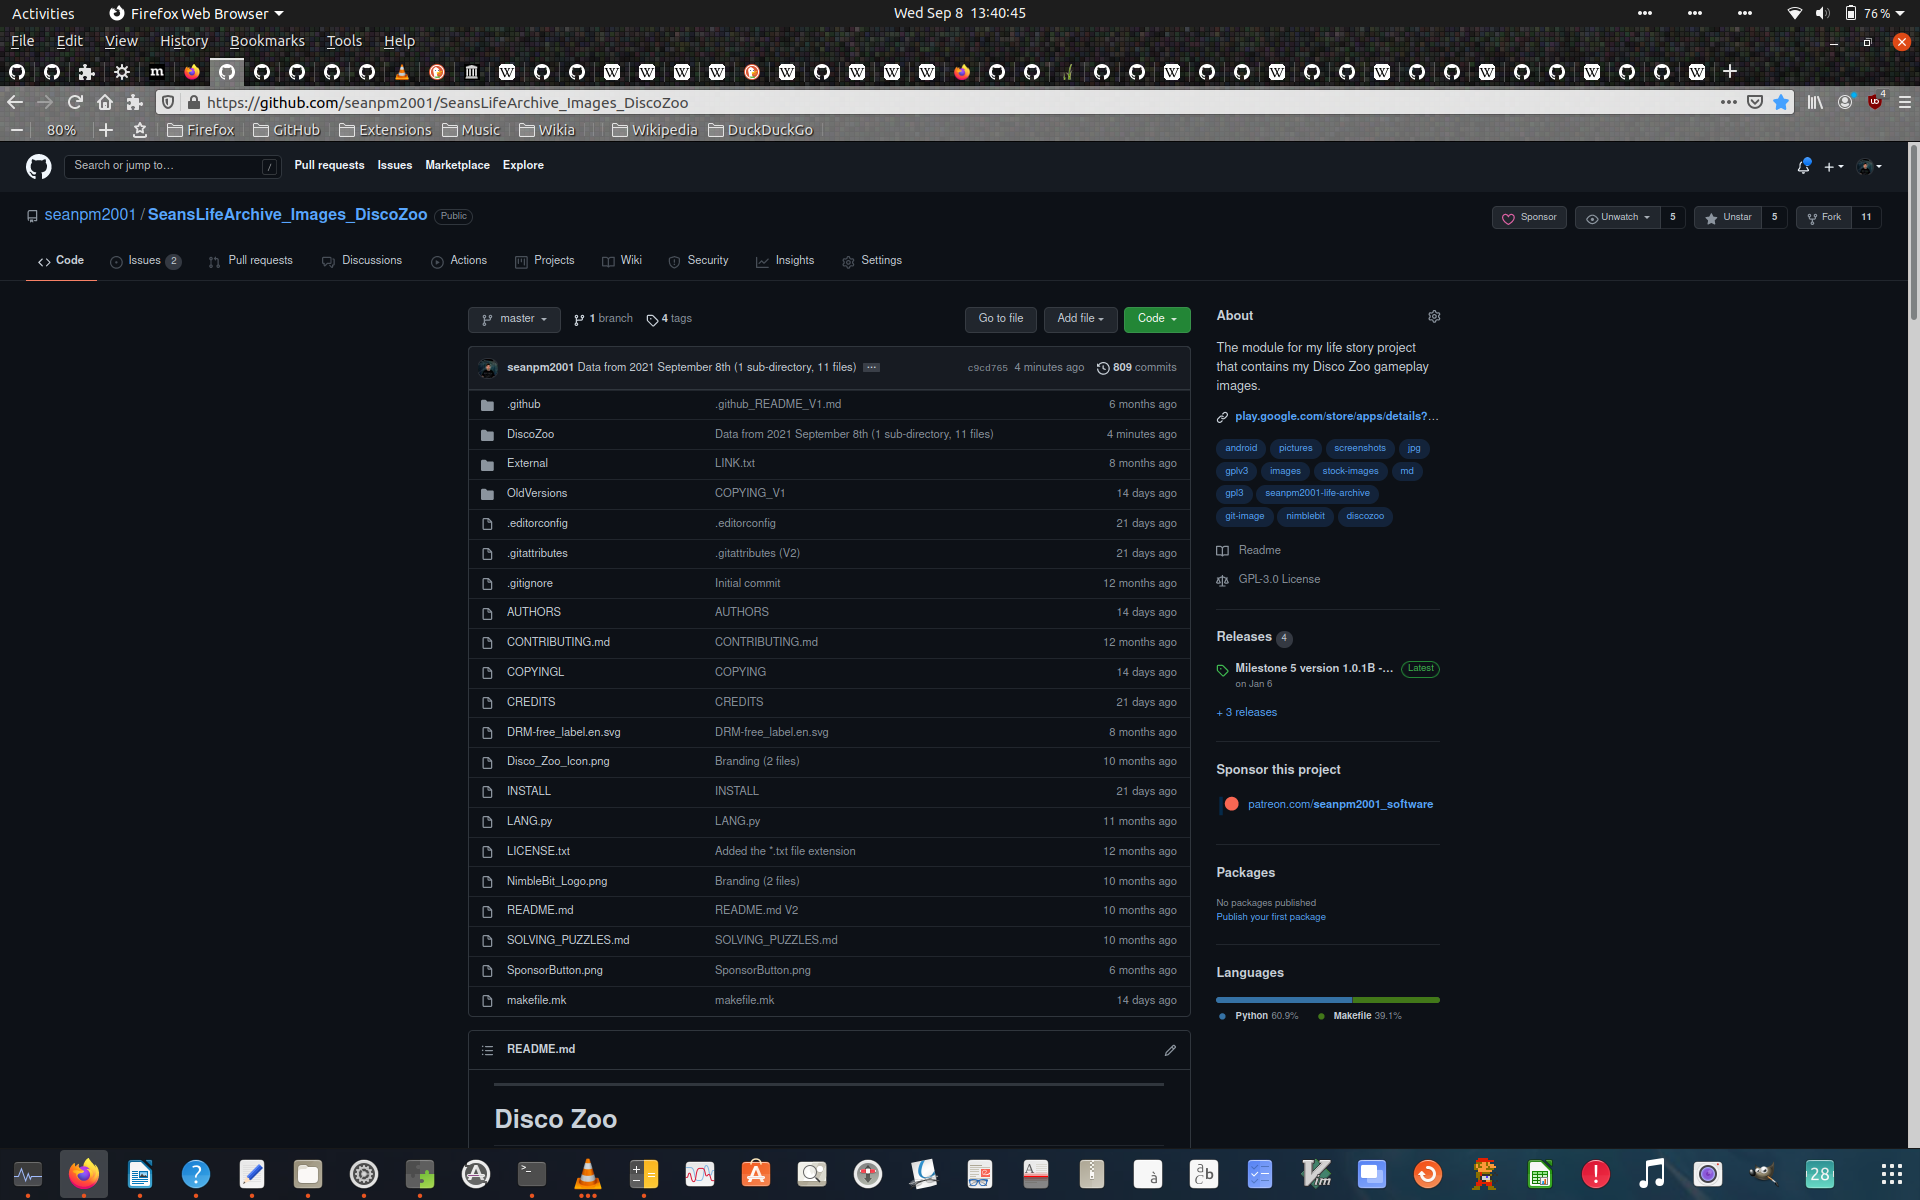 Activities
Firefox Web Browser
Wed Sep 8 13:40:45
76 %
File Edit View History Bookmarks Tools Help
https://github.com/seanpm2001/SeansLifeArchive_Images_DiscoZoo
4
80%
Firefox GitHub Extensions Music Wikia Wikipedia DuckDuckGo
Search or jump to...
/
Pull requests Issues Marketplace Explore
seanpm2001 / SeansLifeArchive_Images_DiscoZoo Public
Sponsor Unwatch 5 Unstar 5 Fork 11
Code Issues 2 Pull requests Discussions Actions Projects Wiki Security Insights Settings
master 1 branch 4 tags Go to file Add file Code
seanpm2001 Data from 2021 September 8th (1 sub-directory, 11 files) ... c9cd765 4 minutes ago 809 commits
.github .github_README_V1.md 6 months ago
DiscoZoo Data from 2021 September 8th (1 sub-directory, 11 files) 4 minutes ago
External LINK.txt 8 months ago
OldVersions COPYING_V1 14 days ago
.editorconfig .editorconfig 21 days ago
.gitattributes .gitattributes (V2) 21 days ago
.gitignore Initial commit 12 months ago
AUTHORS AUTHORS 14 days ago
CONTRIBUTING.md CONTRIBUTING.md 12 months ago
COPYINGL COPYING 14 days ago
CREDITS CREDITS 21 days ago
DRM-free_label.en.svg DRM-free_label.en.svg 8 months ago
Disco_Zoo_Icon.png Branding (2 files) 10 months ago
INSTALL INSTALL 21 days ago
LANG.py LANG.py 11 months ago
LICENSE.txt Added the *.txt file extension 12 months ago
NimbleBit_Logo.png Branding (2 files) 10 months ago
README.md README.md V2 10 months ago
SOLVING_PUZZLES.md SOLVING_PUZZLES.md 10 months ago
SponsorButton.png SponsorButton.png 6 months ago
makefile.mk makefile.mk 14 days ago
README.md
Disco Zoo
About
The module for my life story project
that contains my Disco Zoo gameplay
images.
play.google.com/store/apps/details?...
android pictures screenshots jpg
gplv3 images stock-images md
gpl3 seanpm2001-life-archive
git-image nimblebit discozoo
Readme
GPL-3.0 License
Releases 4
Milestone 5 version 1.0.1B -... Latest
on Jan 6
+ 3 releases
Sponsor this project
patreon.com/seanpm2001_software
Packages
No packages published
Publish your first package
Languages
Python 60.9% Makefile 39.1%
28